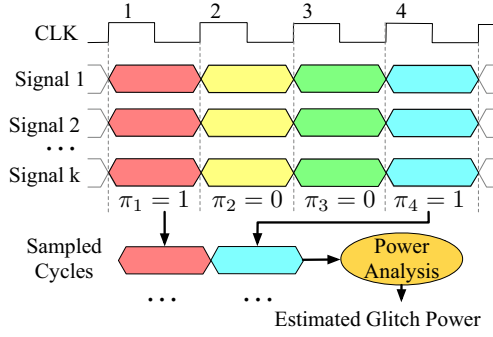 1 2 3 4
CLK
Signal 1
Signal 2
...
Signal k
π₁ = 1 π₂ = 0 π₃ = 0 π₄ = 1
Sampled
Cycles
Power
Analysis
... ...
Estimated Glitch Power